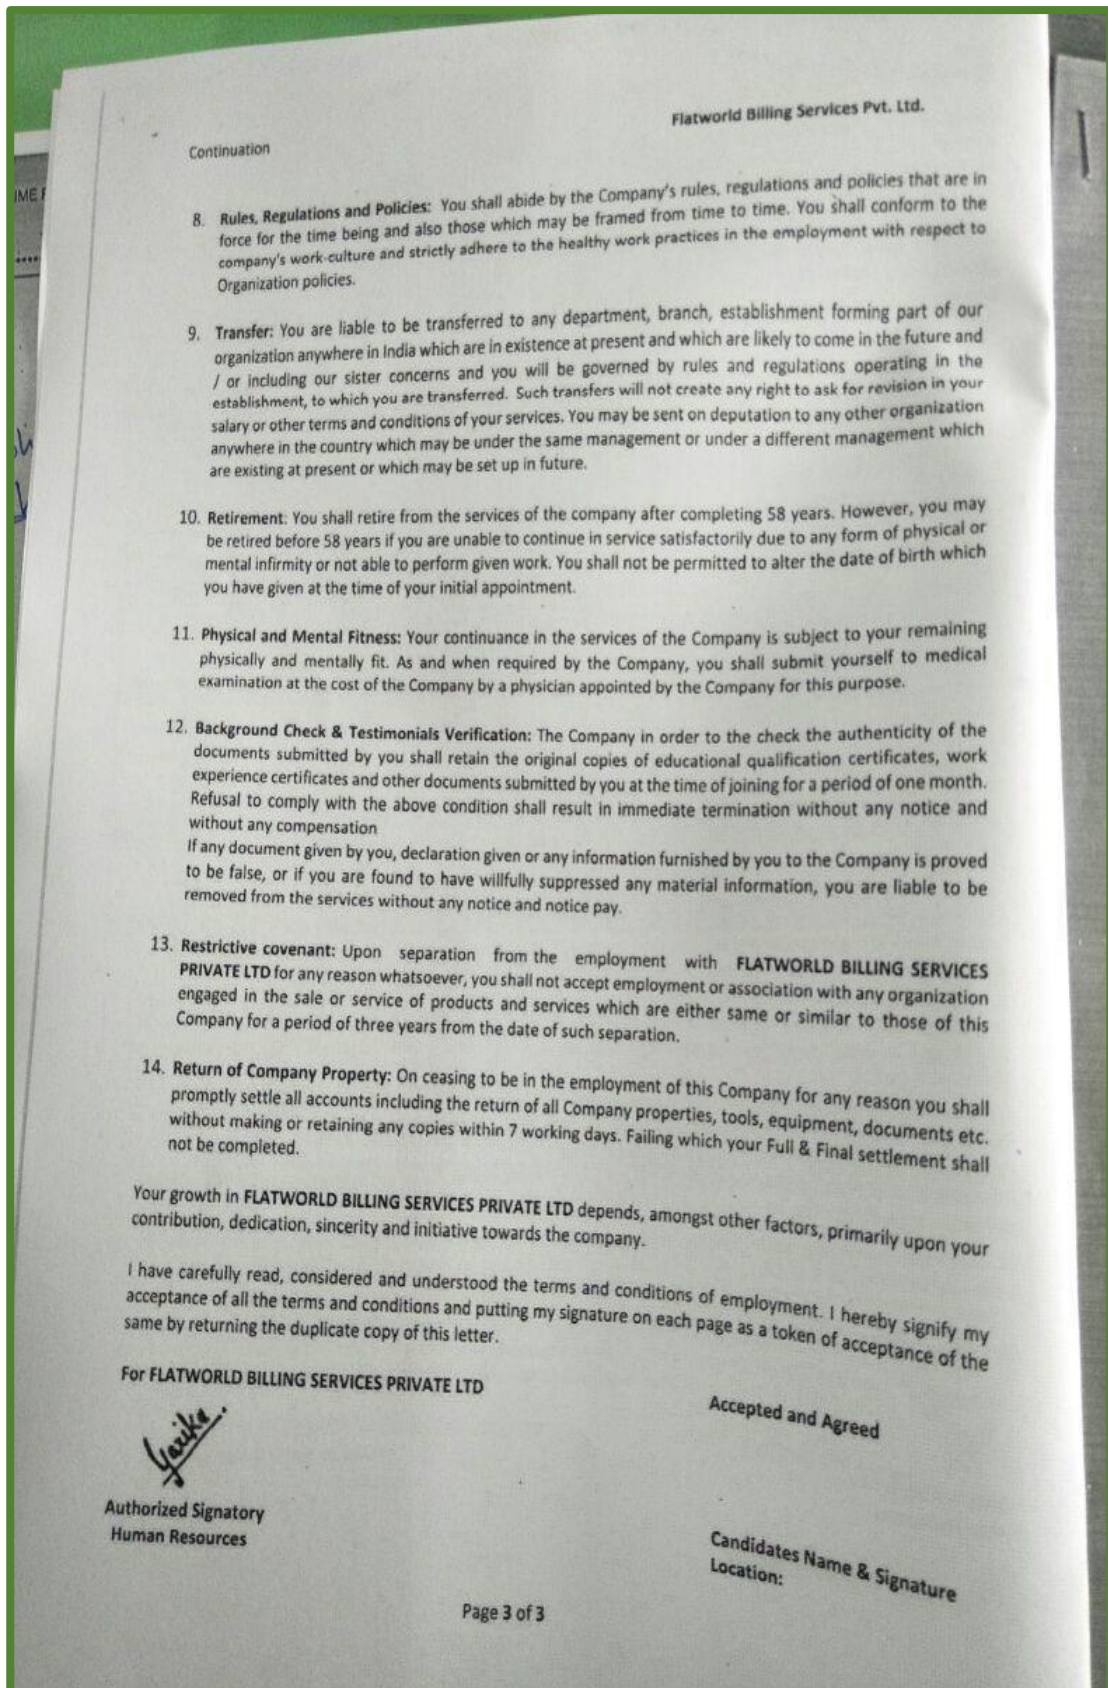 Flatworld Billing Services Pvt. Ltd.
Continuation
IME
8. Rules, Regulations and Policies: You shall abide by the Company's rules, regulations and policies that are in
force for the time being and also those which may be framed from time to time. You shall conform to the
company's work-culture and strictly adhere to the healthy work practices in the employment with respect to
Organization policies.
9. Transfer: You are liable to be transferred to any department, branch, establishment forming part of our
organization anywhere in India which are in existence at present and which are likely to come in the future and
/ or including our sister concerns and you will be governed by rules and regulations operating in the
establishment, to which you are transferred. Such transfers will not create any right to ask for revision in your
salary or other terms and conditions of your services. You may be sent on deputation to any other organization
anywhere in the country which may be under the same management or under a different management which
are existing at present or which may be set up in future.
10. Retirement: You shall retire from the services of the company after completing 58 years. However, you may
be retired before 58 years if you are unable to continue in service satisfactorily due to any form of physical or
mental infirmity or not able to perform given work. You shall not be permitted to alter the date of birth which
you have given at the time of your initial appointment.
11. Physical and Mental Fitness: Your continuance in the services of the Company is subject to your remaining
physically and mentally fit. As and when required by the Company, you shall submit yourself to medical
examination at the cost of the Company by a physician appointed by the Company for this purpose.
12. Background Check & Testimonials Verification: The Company in order to the check the authenticity of the
documents submitted by you shall retain the original copies of educational qualification certificates, work
experience certificates and other documents submitted by you at the time of joining for a period of one month.
Refusal to comply with the above condition shall result in immediate termination without any notice and
without any compensation
If any document given by you, declaration given or any information furnished by you to the Company is proved
to be false, or if you are found to have willfully suppressed any material information, you are liable to be
removed from the services without any notice and notice pay.
13. Restrictive covenant: Upon separation from the employment with FLATWORLD BILLING SERVICES
PRIVATE LTD for any reason whatsoever, you shall not accept employment or association with any organization
engaged in the sale or service of products and services which are either same or similar to those of this
Company for a period of three years from the date of such separation.
14. Return of Company Property: On ceasing to be in the employment of this Company for any reason you shall
promptly settle all accounts including the return of all Company properties, tools, equipment, documents etc.
without making or retaining any copies within 7 working days. Failing which your Full & Final settlement shall
not be completed.
Your growth in FLATWORLD BILLING SERVICES PRIVATE LTD depends, amongst other factors, primarily upon your
contribution, dedication, sincerity and initiative towards the company.
I have carefully read, considered and understood the terms and conditions of employment. I hereby signify my
acceptance of all the terms and conditions and putting my signature on each page as a token of acceptance of the
same by returning the duplicate copy of this letter.
For FLATWORLD BILLING SERVICES PRIVATE LTD
Accepted and Agreed
Authorized Signatory
Human Resources
Candidates Name & Signature
Location:
Page 3 of 3